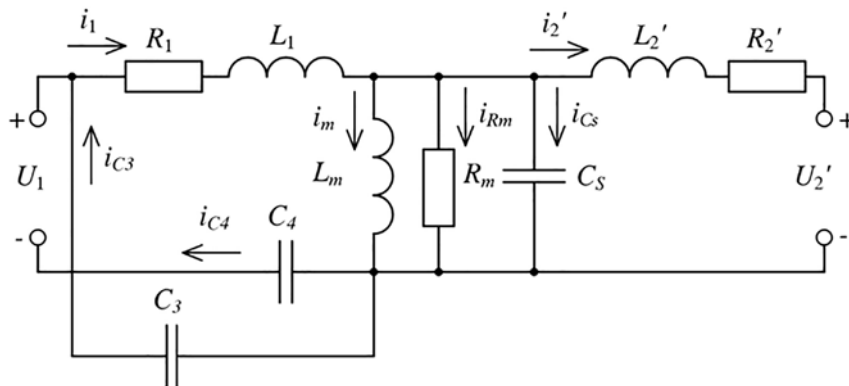 i1 R1 L1 i2' L2' R2'
+ im iRm iCs +
U1 iC3 Lm Rm CS U2'
- iC4 C4 -
C3